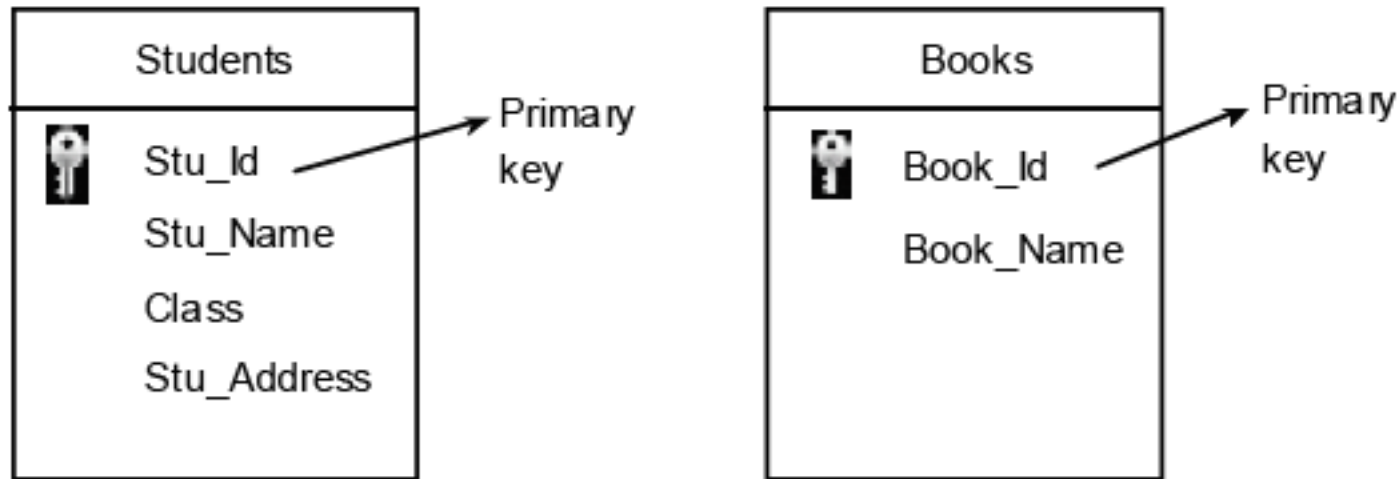 Students
Stu_Id
Stu_Name
Class
Stu_Address
Primary
key
Books
Book_Id
Book_Name
Primary
key